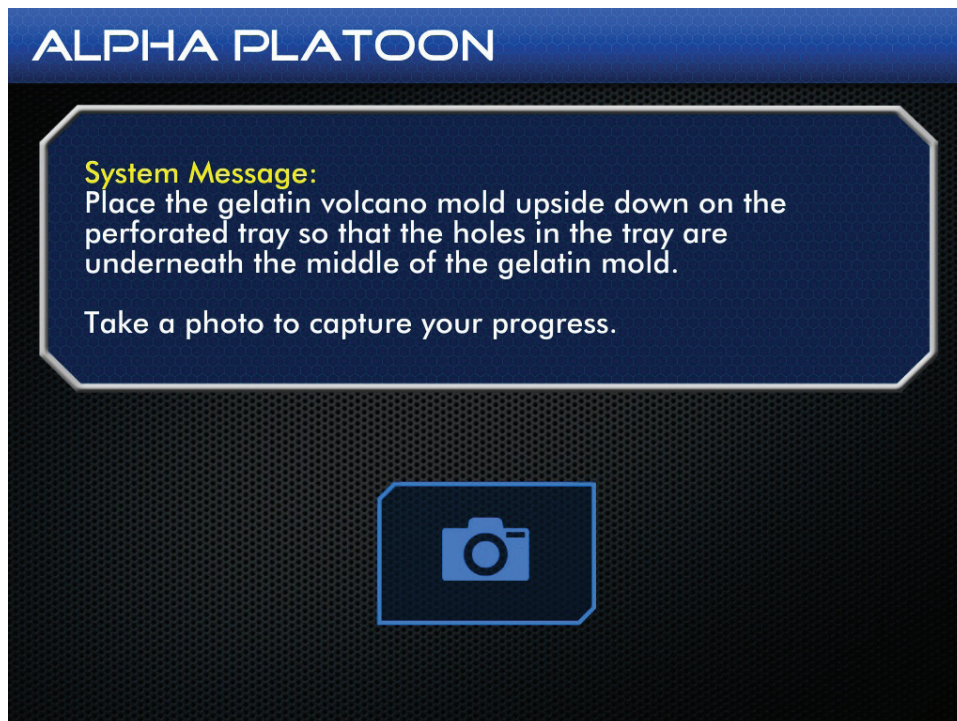 ALPHA PLATOON
System Message:
Place the gelatin volcano mold upside down on the
perforated tray so that the holes in the tray are
underneath the middle of the gelatin mold.
Take a photo to capture your progress.